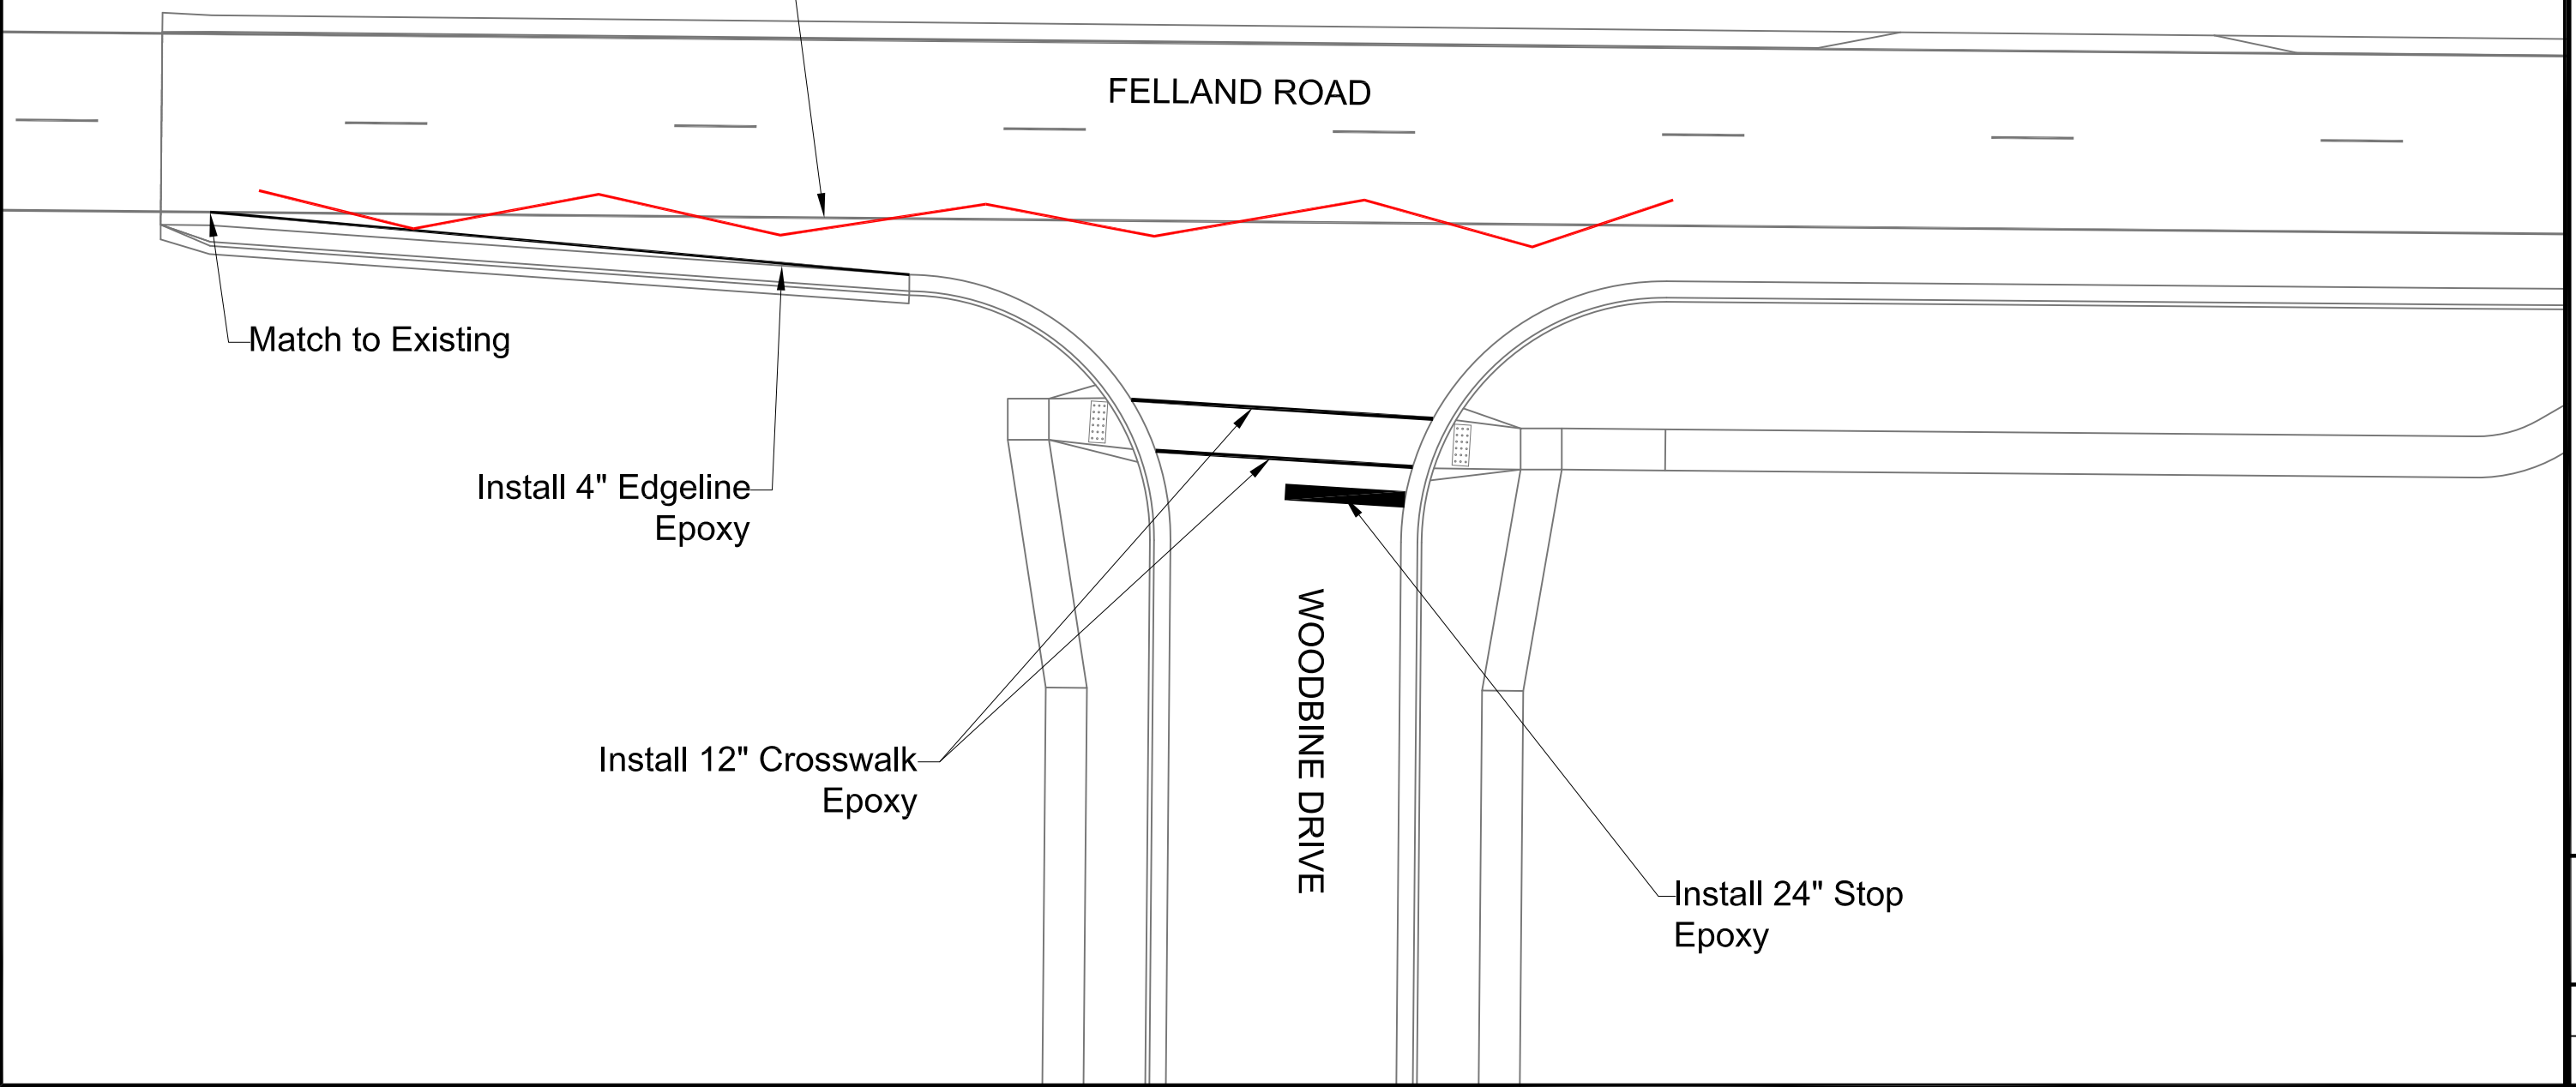 FELLAND ROAD
Match to Existing
Install 4" Edgeline
Epoxy
WOODBINE DRIVE
Install 12" Crosswalk
Epoxy
Install 24" Stop
Epoxy